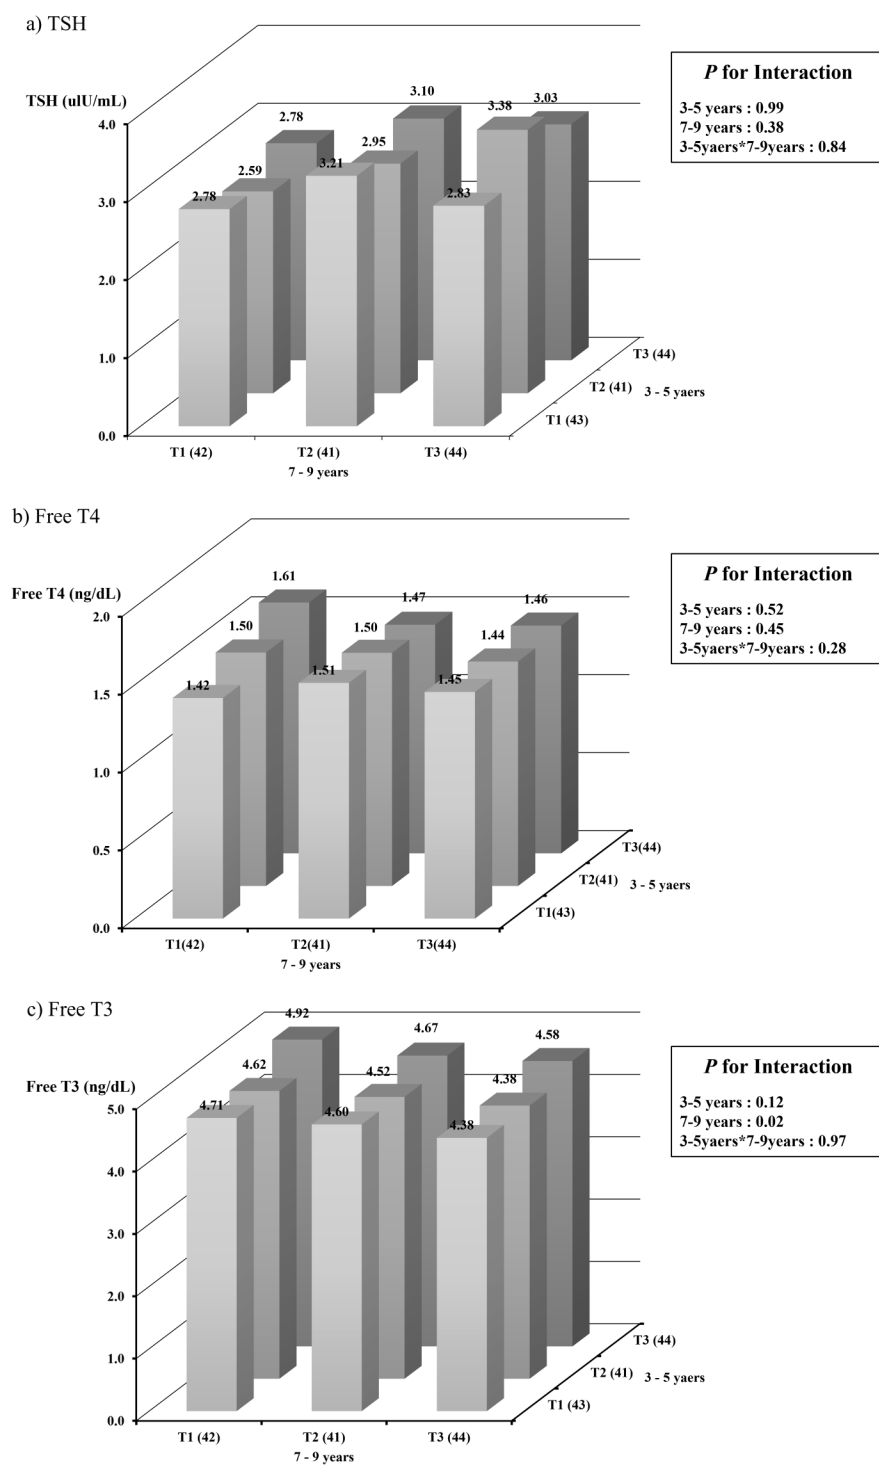 a) TSH
TSH (uIU/mL)
P for Interaction
3-5 years : 0.99
7-9 years : 0.38
3-5yaers*7-9years : 0.84
4.0
3.0
2.0
1.0
0.0
2.78
3.10
3.03
2.59
2.95
3.38
2.78
3.21
2.83
T3 (44)
T2 (41)
3 - 5 yaers
T1 (43)
T1 (42)
T2 (41)
T3 (44)
7 - 9 years
b) Free T4
Free T4 (ng/dL)
P for Interaction
3-5 years : 0.52
7-9 years : 0.45
3-5yaers*7-9years : 0.28
2.0
1.5
1.0
0.5
0.0
1.61
1.47
1.46
1.50
1.50
1.44
1.42
1.51
1.45
T3(44)
T2(41)
3 - 5 yaers
T1(43)
T1(42)
T2(41)
T3(44)
7 - 9 years
c) Free T3
Free T3 (ng/dL)
P for Interaction
3-5 years : 0.12
7-9 years : 0.02
3-5yaers*7-9years : 0.97
5.0
4.0
3.0
2.0
1.0
0.0
4.92
4.67
4.58
4.62
4.52
4.38
4.71
4.60
4.38
T3 (44)
T2 (41)
3 - 5 yaers
T1 (43)
T1 (42)
T2 (41)
T3 (44)
7 - 9 years